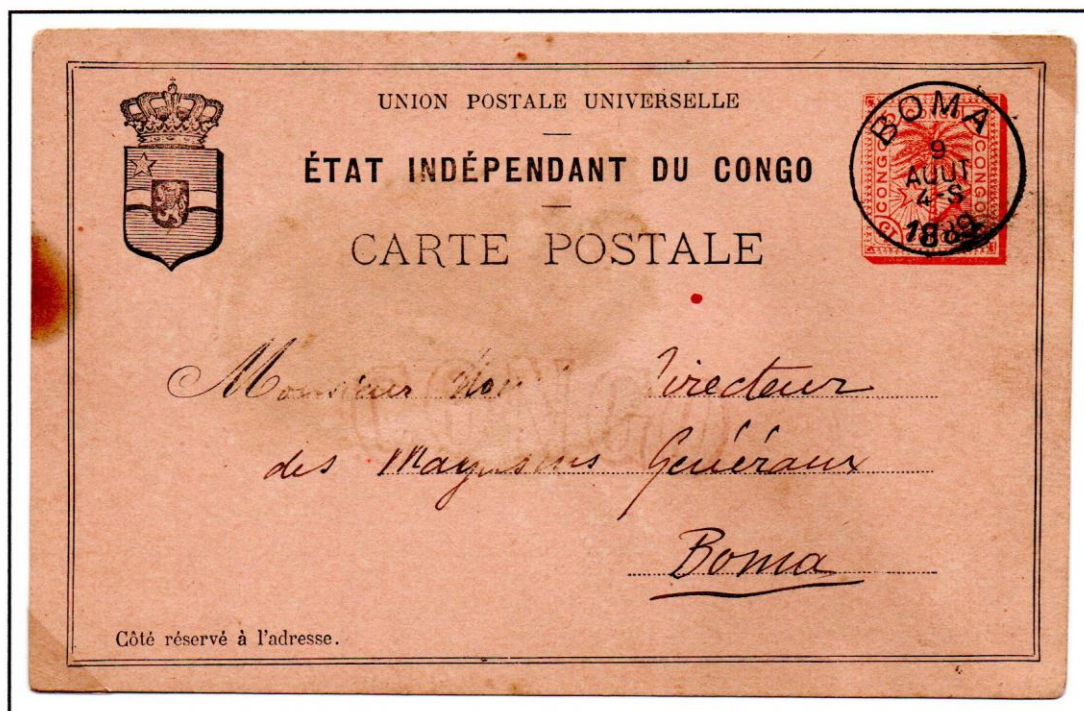 UNION POSTALE UNIVERSELLE
ÉTAT INDÉPENDANT DU CONGO
CARTE POSTALE
CONGO CONGO
BOMA
9
AOUT
4-S
Monsieur Directeur
des Magasins Généraux
Boma
Côté réservé à l'adresse.